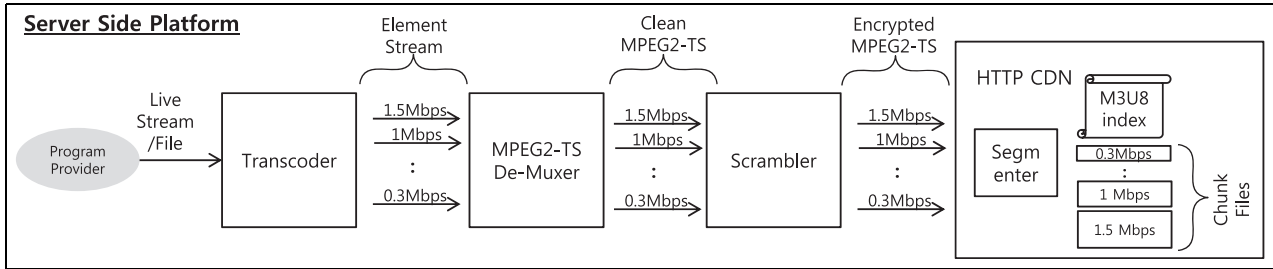 Server Side Platform
Program
Provider
Live
Stream
/File
Transcoder
Element
Stream
1.5Mbps
1Mbps
:
0.3Mbps
MPEG2-TS
De-Muxer
Clean
MPEG2-TS
1.5Mbps
1Mbps
:
0.3Mbps
Scrambler
Encrypted
MPEG2-TS
1.5Mbps
1Mbps
:
0.3Mbps
HTTP CDN
Segm
enter
M3U8
index
0.3Mbps
:
1 Mbps
1.5 Mbps
Chunk
Files